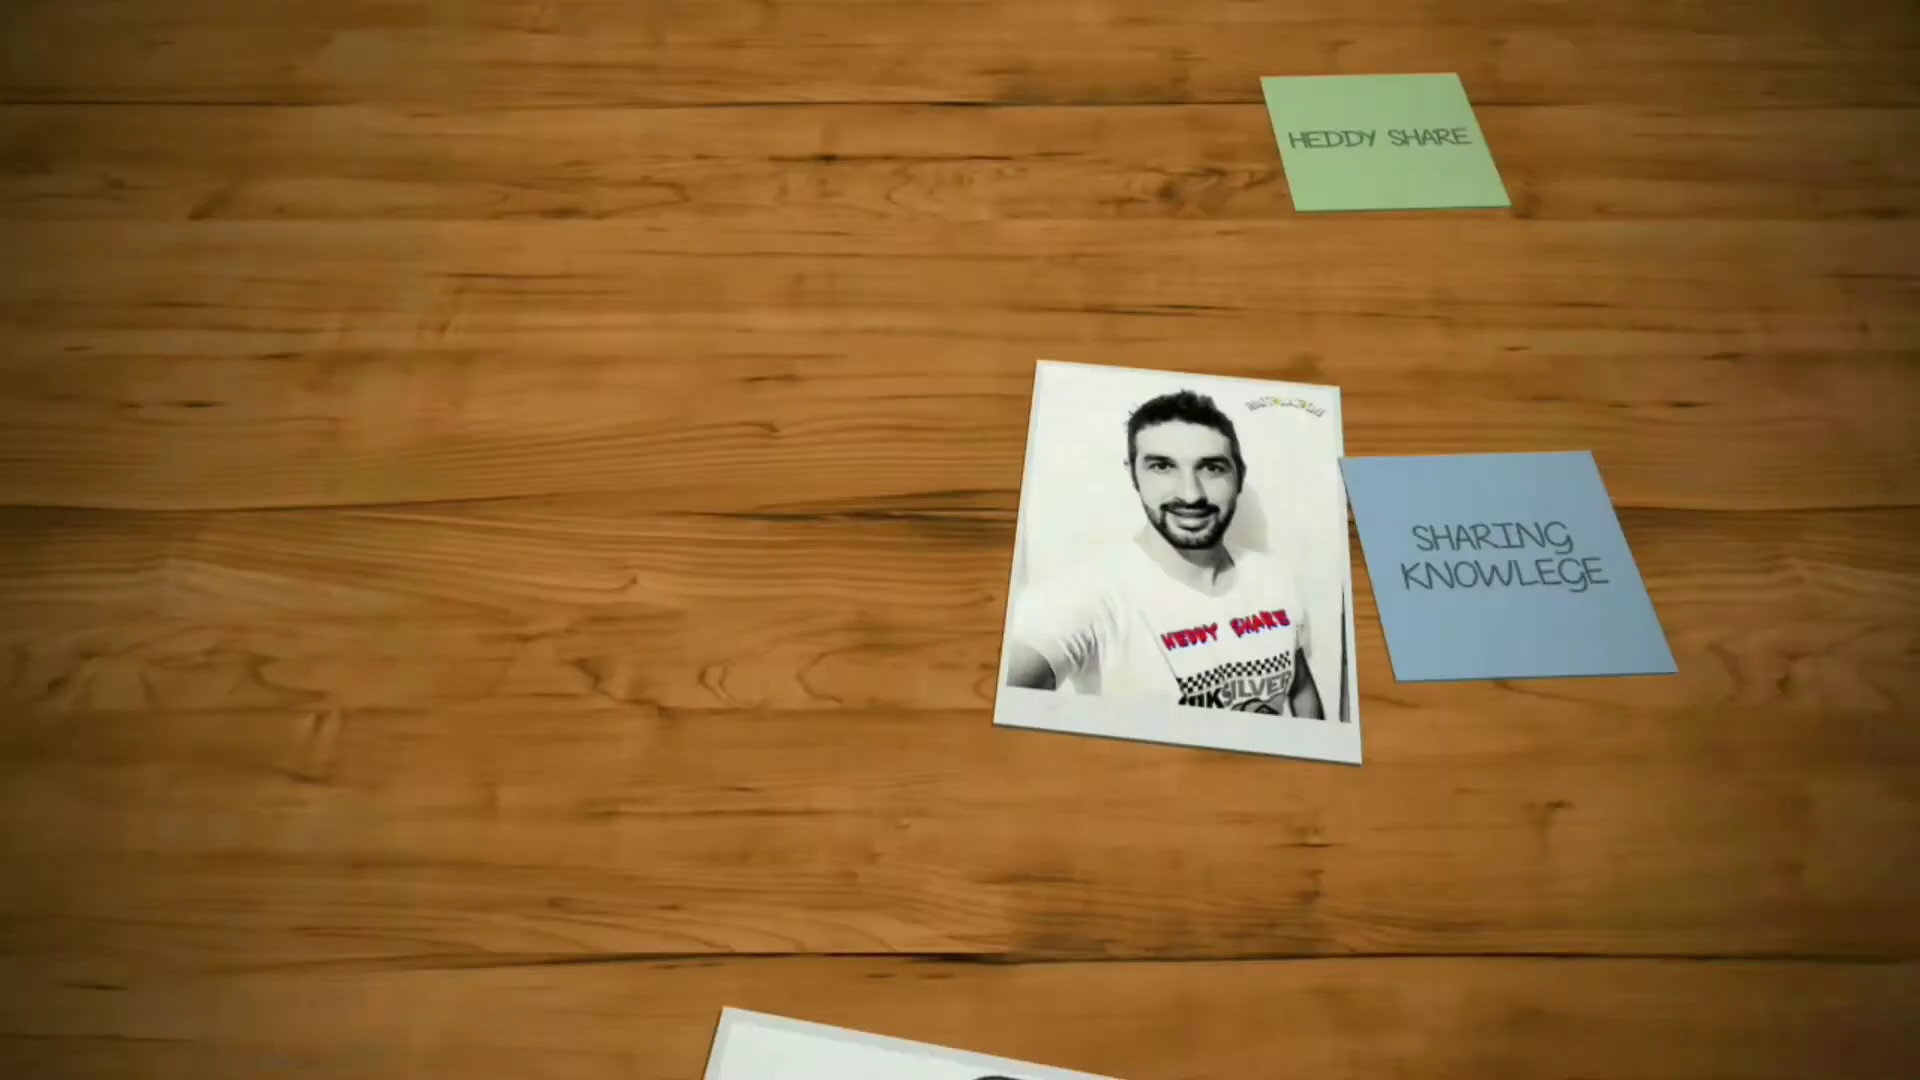 HEDDY SHARE
SHARING
KNOWLEGE
HEDDY SHARE
SILVER